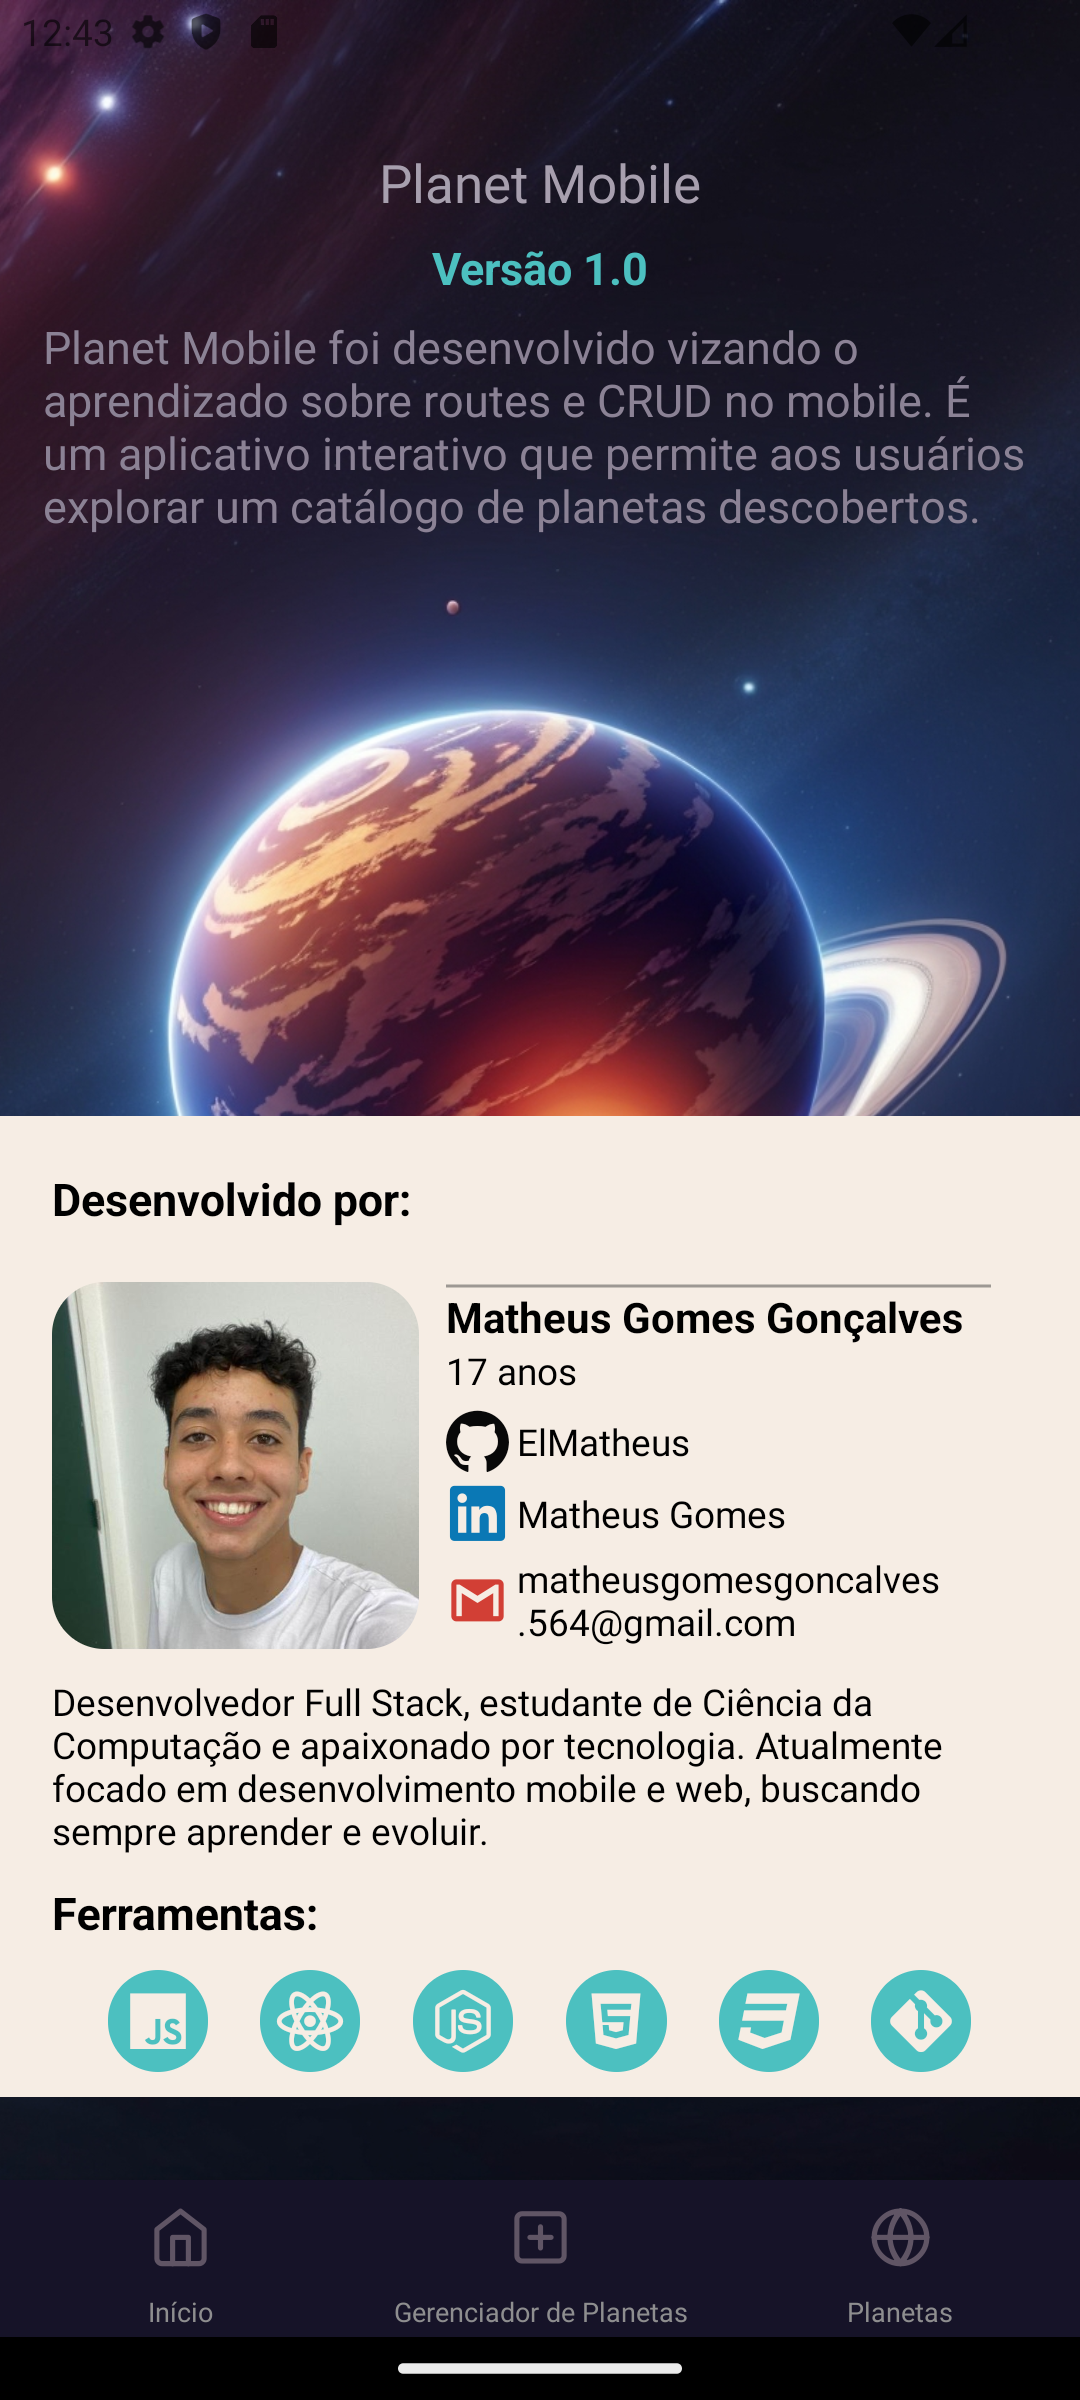 12:43
Planet Mobile
Versão 1.0
Planet Mobile foi desenvolvido vizando o
aprendizado sobre routes e CRUD no mobile. É
um aplicativo interativo que permite aos usuários
explorar um catálogo de planetas descobertos.
Desenvolvido por:
Matheus Gomes Gonçalves
17 anos
ElMatheus
in
Matheus Gomes
matheusgomesgoncalves
.564@gmail.com
Desenvolvedor Full Stack, estudante de Ciência da
Computação e apaixonado por tecnologia. Atualmente
focado em desenvolvimento mobile e web, buscando
sempre aprender e evoluir.
Ferramentas:
JS JS 5
Início Gerenciador de Planetas Planetas